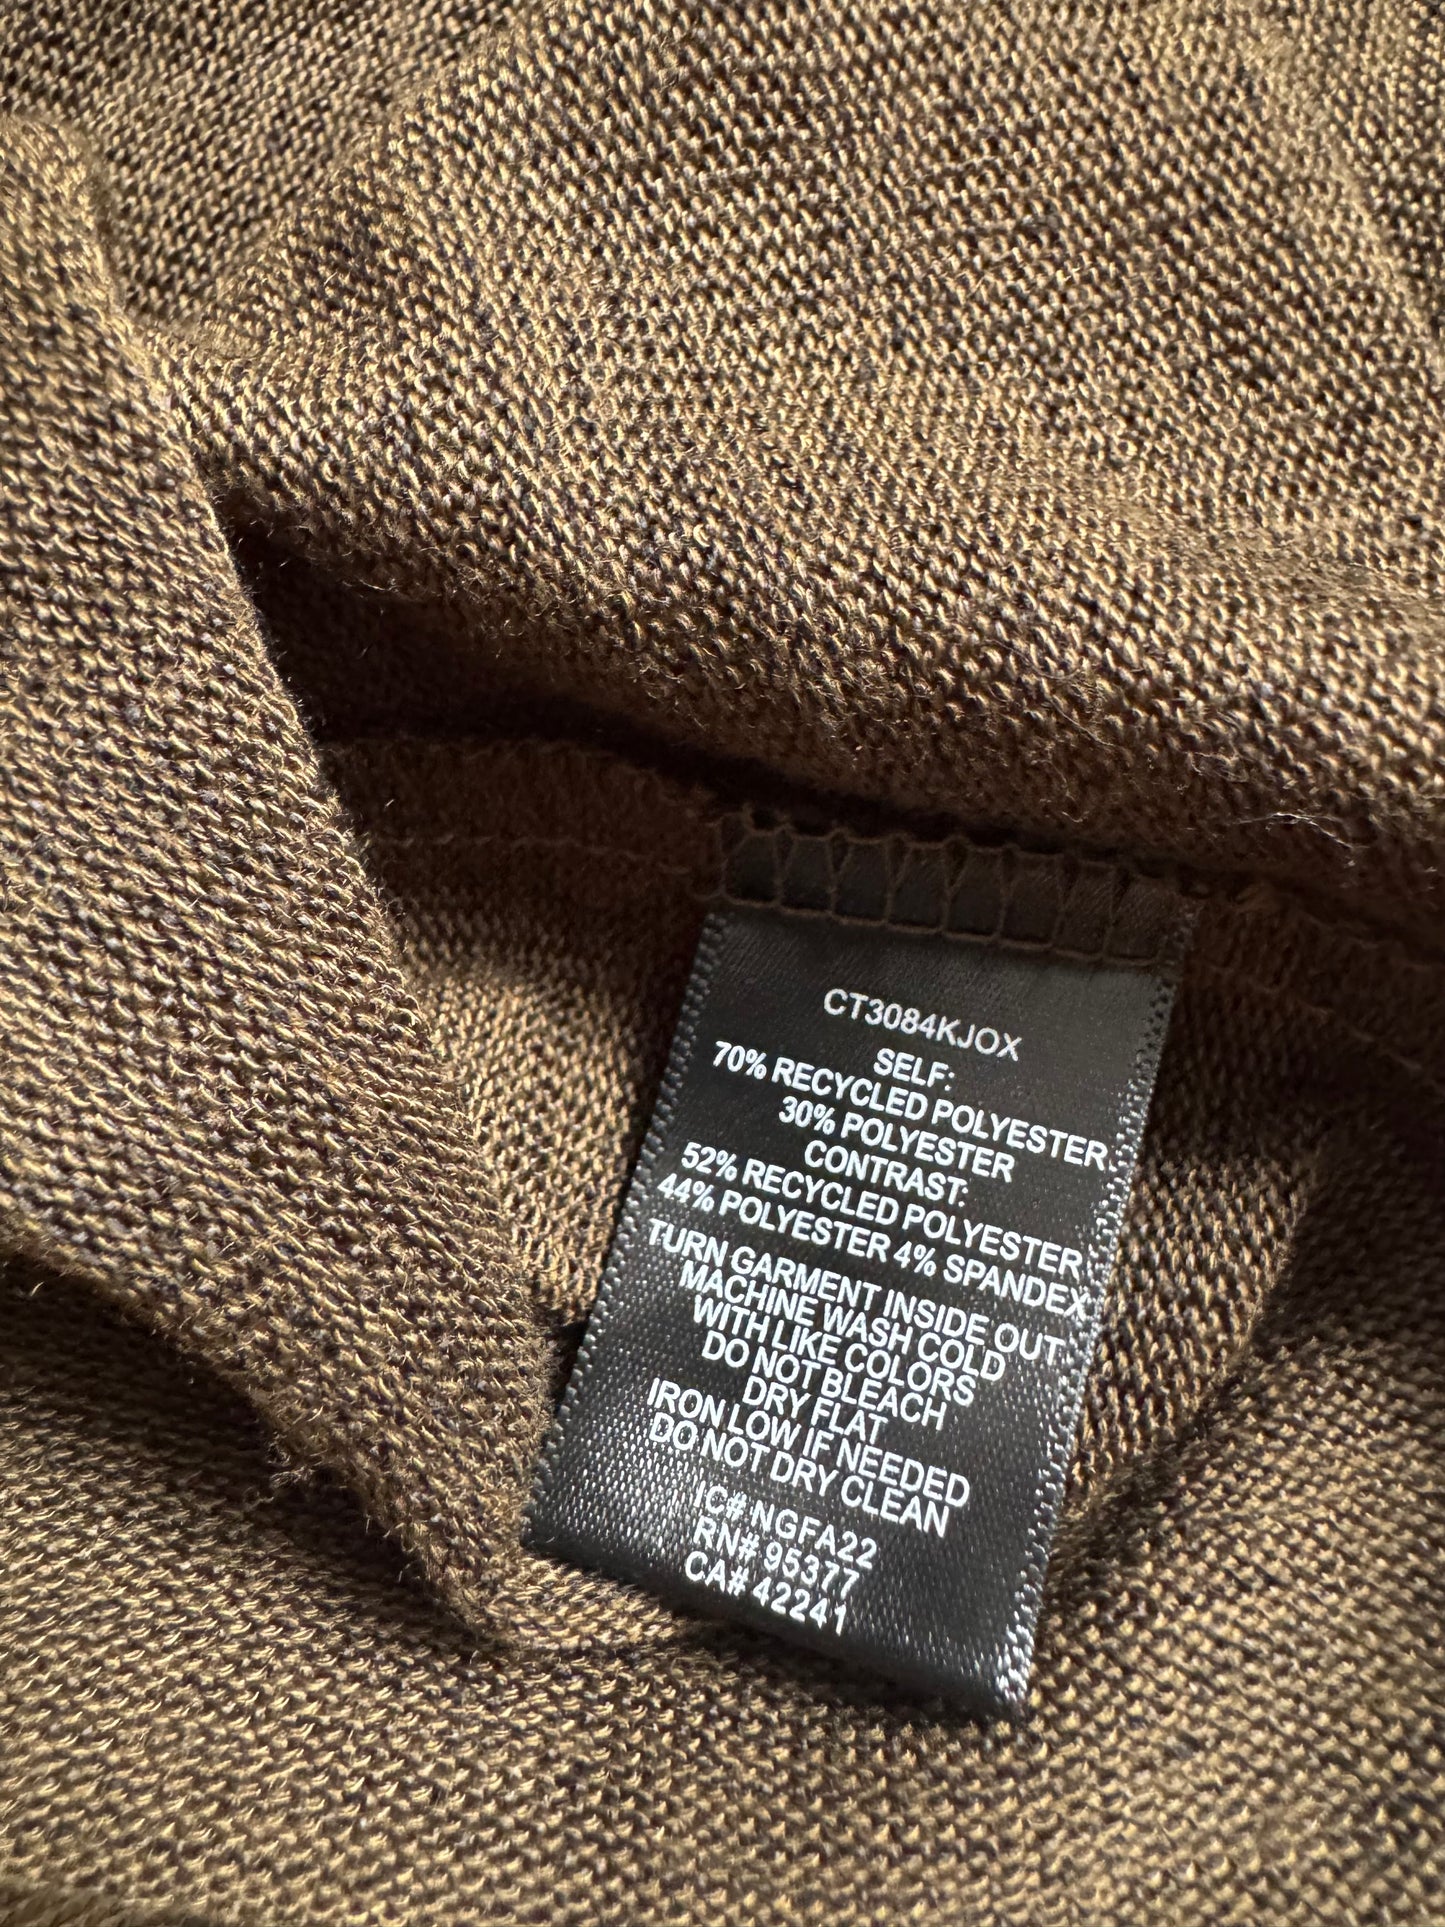 CT3084KJOX
SELF:
70% RECYCLED POLYESTER
30% POLYESTER
CONTRAST:
52% RECYCLED POLYESTER
44% POLYESTER 4% SPANDEX
TURN GARMENT INSIDE OUT
MACHINE WASH COLD
WITH LIKE COLORS
DO NOT BLEACH
DRY FLAT
IRON LOW IF NEEDED
DO NOT DRY CLEAN
IC# NGFA22
RN# 95377
CA# 42241